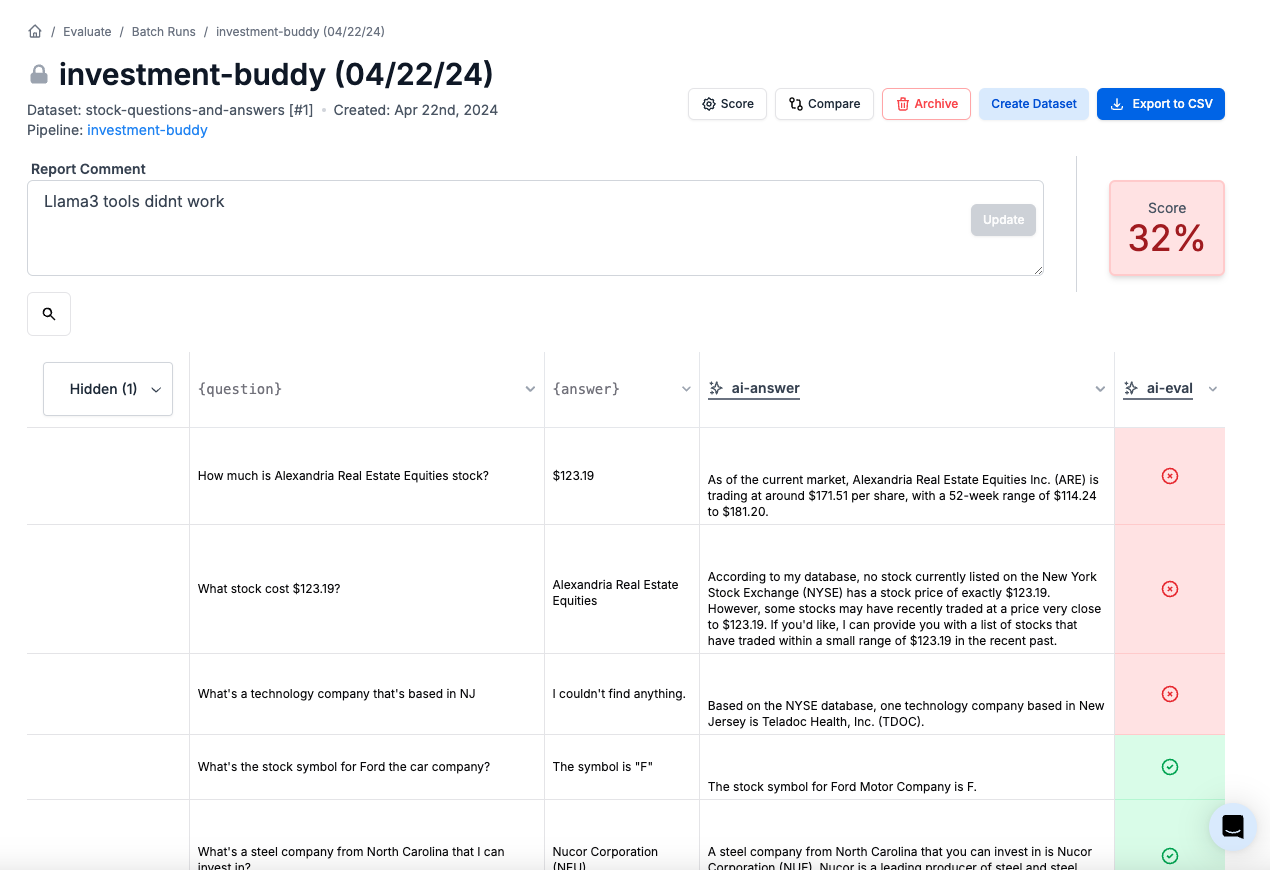 / Evaluate / Batch Runs / investment-buddy (04/22/24)
investment-buddy (04/22/24)
Dataset: stock-questions-and-answers [#1] • Created: Apr 22nd, 2024
Pipeline: investment-buddy
Score
Compare
Archive
Create Dataset
Export to CSV
Report Comment
Llama3 tools didnt work
Update
Score
32%
Hidden (1)
{question}
{answer}
ai-answer
ai-eval
How much is Alexandria Real Estate Equities stock?
$123.19
As of the current market, Alexandria Real Estate Equities Inc. (ARE) is
trading at around $171.51 per share, with a 52-week range of $114.24
to $181.20.
What stock cost $123.19?
Alexandria Real Estate
Equities
According to my database, no stock currently listed on the New York
Stock Exchange (NYSE) has a stock price of exactly $123.19.
However, some stocks may have recently traded at a price very close
to $123.19. If you'd like, I can provide you with a list of stocks that
have traded within a small range of $123.19 in the recent past.
What's a technology company that's based in NJ
I couldn't find anything.
Based on the NYSE database, one technology company based in New
Jersey is Teladoc Health, Inc. (TDOC).
What's the stock symbol for Ford the car company?
The symbol is "F"
The stock symbol for Ford Motor Company is F.
What's a steel company from North Carolina that I can
invest in?
Nucor Corporation
(NEU)
A steel company from North Carolina that you can invest in is Nucor
Corporation (NUE). Nucor is a leading producer of steel and steel